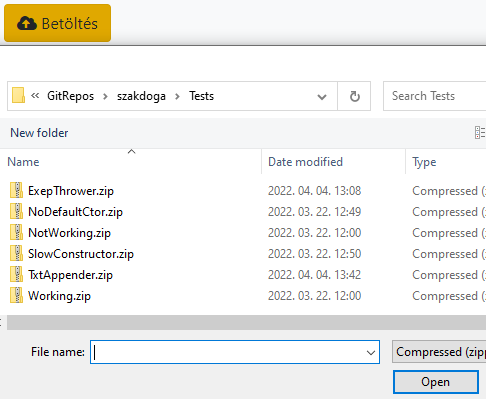 Betöltés
« GitRepos > szakdoga > Tests
Search Tests
New folder
Name Date modified Type
ExepThrower.zip 2022. 04. 04. 13:08 Compressed (
NoDefaultCtor.zip 2022. 03. 22. 12:49 Compressed (
NotWorking.zip 2022. 03. 22. 12:00 Compressed (
SlowConstructor.zip 2022. 03. 22. 12:50 Compressed (
TxtAppender.zip 2022. 04. 04. 13:42 Compressed (
Working.zip 2022. 03. 22. 12:00 Compressed (
File name: Compressed (zipp
Open